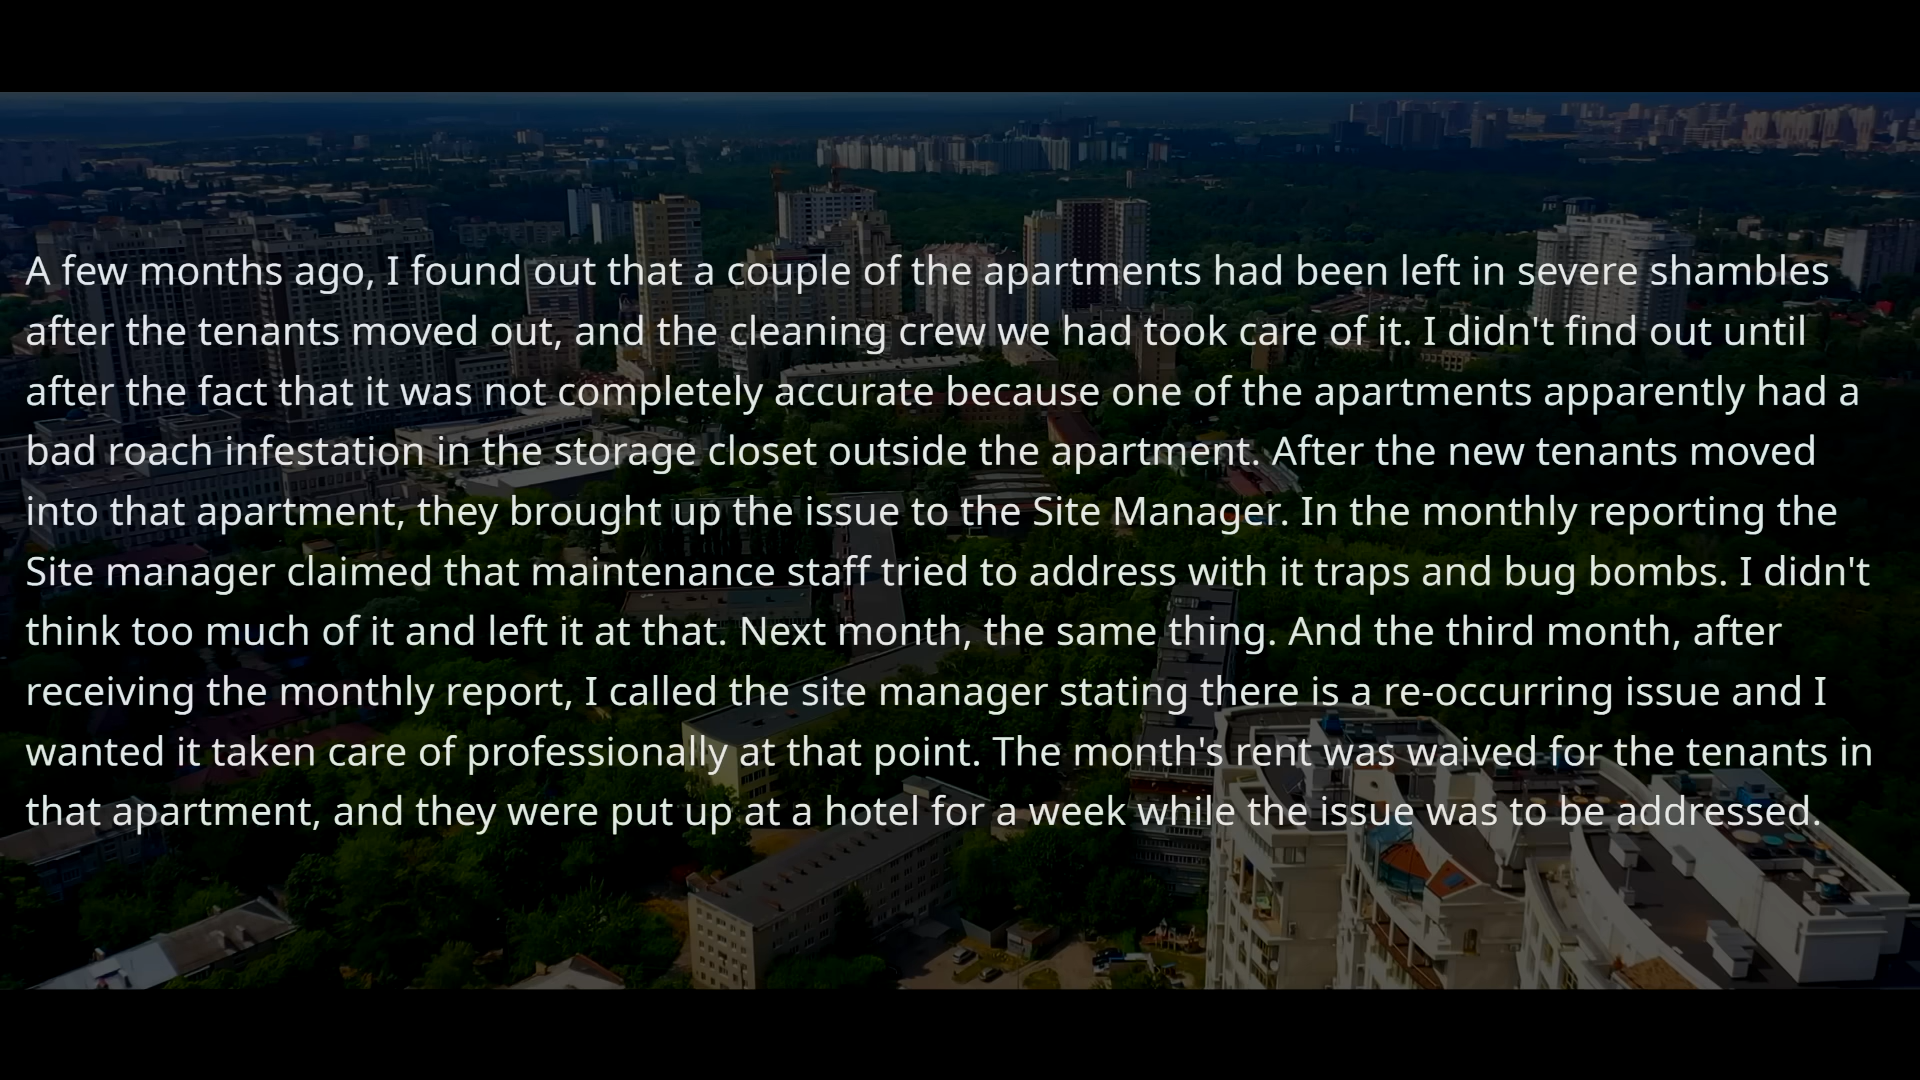 A few months ago, I found out that a couple of the apartments had been left in severe shambles
after the tenants moved out, and the cleaning crew we had took care of it. I didn't find out until
after the fact that it was not completely accurate because one of the apartments apparently had a
bad roach infestation in the storage closet outside the apartment. After the new tenants moved
into that apartment, they brought up the issue to the Site Manager. In the monthly reporting the
Site manager claimed that maintenance staff tried to address with it traps and bug bombs. I didn't
think too much of it and left it at that. Next month, the same thing. And the third month, after
receiving the monthly report, I called the site manager stating there is a re-occurring issue and I
wanted it taken care of professionally at that point. The month's rent was waived for the tenants in
that apartment, and they were put up at a hotel for a week while the issue was to be addressed.